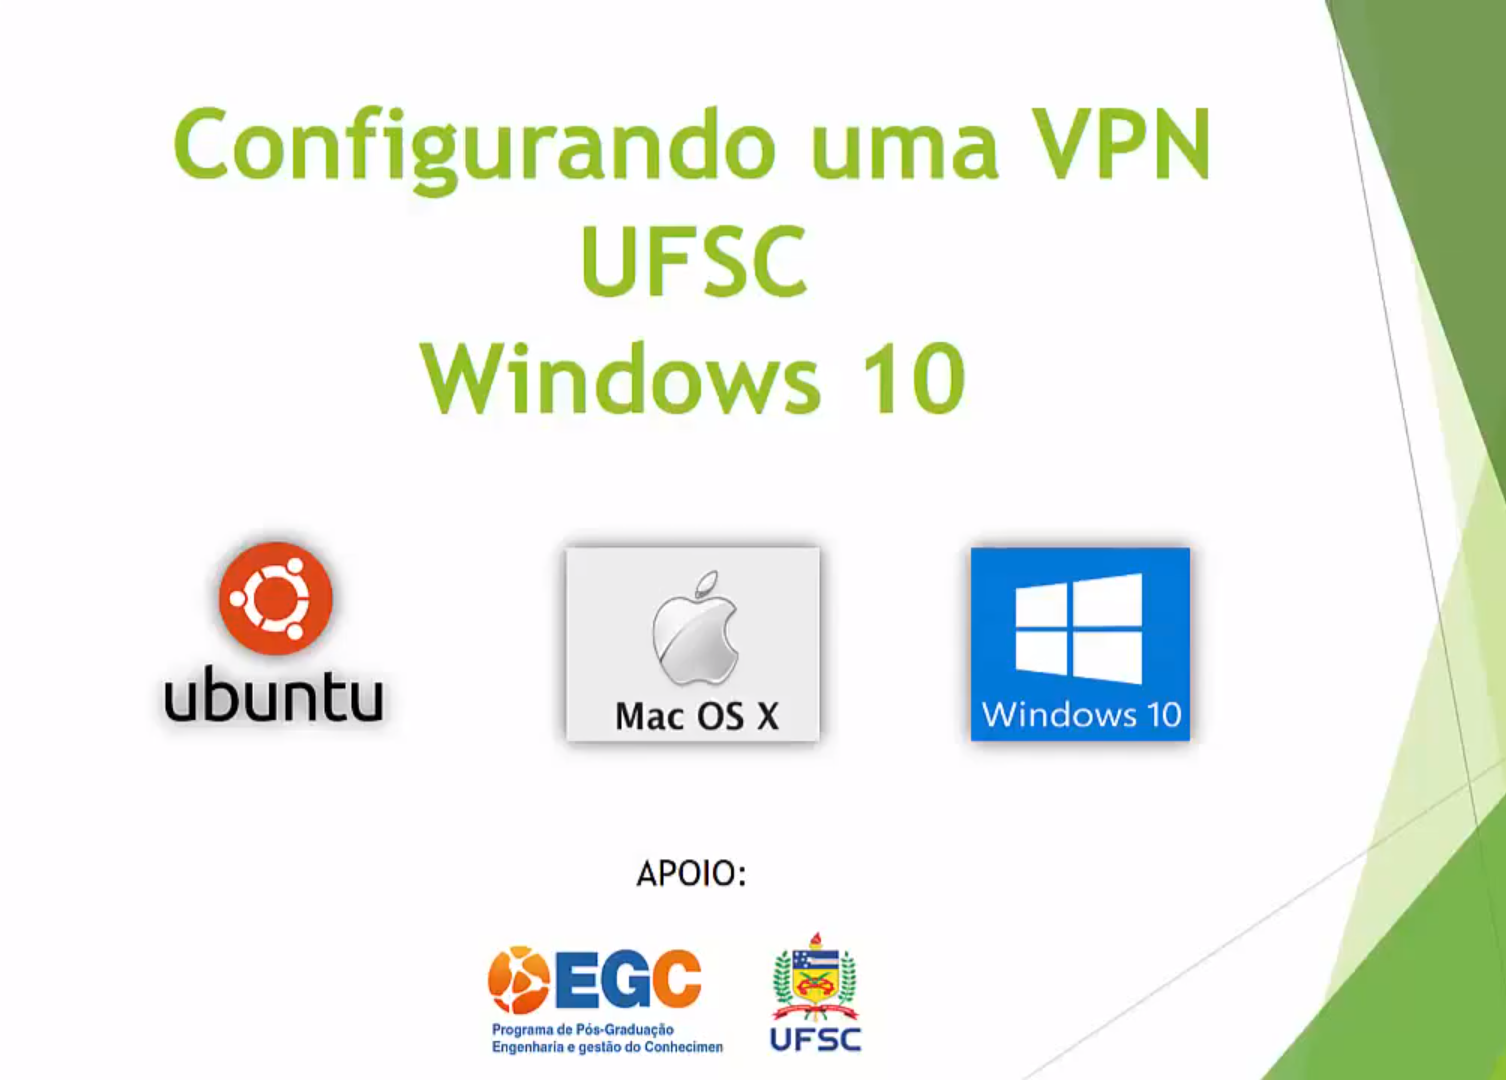 Configurando uma VPN
UFSC
Windows 10
ubuntu
Mac OS X
Windows 10
APOIO:
EGC
Programa de Pós-Graduação
Engenharia e gestão do Conhecimen
UFSC